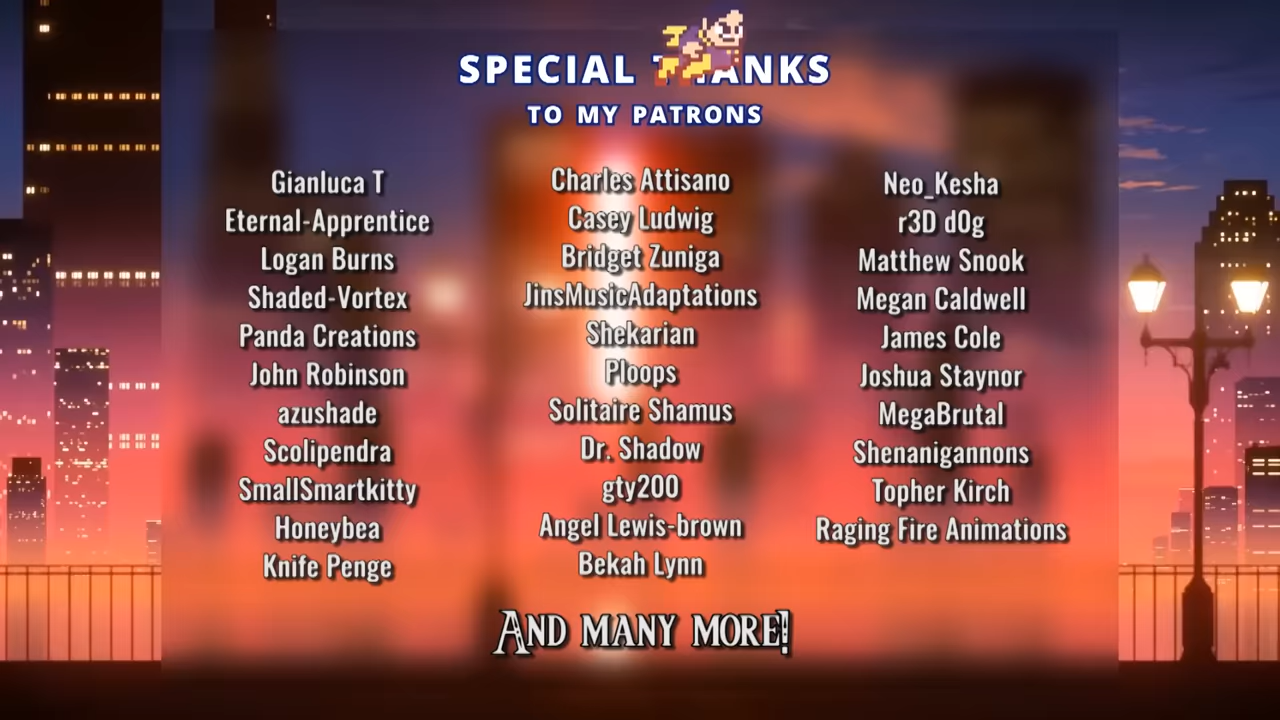 SPECIAL THANKS
TO MY PATRONS
Gianluca T
Eternal-Apprentice
Logan Burns
Shaded-Vortex
Panda Creations
John Robinson
azushade
Scolipendra
SmallSmartkitty
Honeybea
Knife Penge
Charles Attisano
Casey Ludwig
Bridget Zuniga
JinsMusicAdaptations
Shekarian
Ploops
Solitaire Shamus
Dr. Shadow
gty200
Angel Lewis-brown
Bekah Lynn
Neo_Kesha
r3D d0g
Matthew Snook
Megan Caldwell
James Cole
Joshua Staynor
MegaBrutal
Shenanigannons
Topher Kirch
Raging Fire Animations
AND MANY MORE!